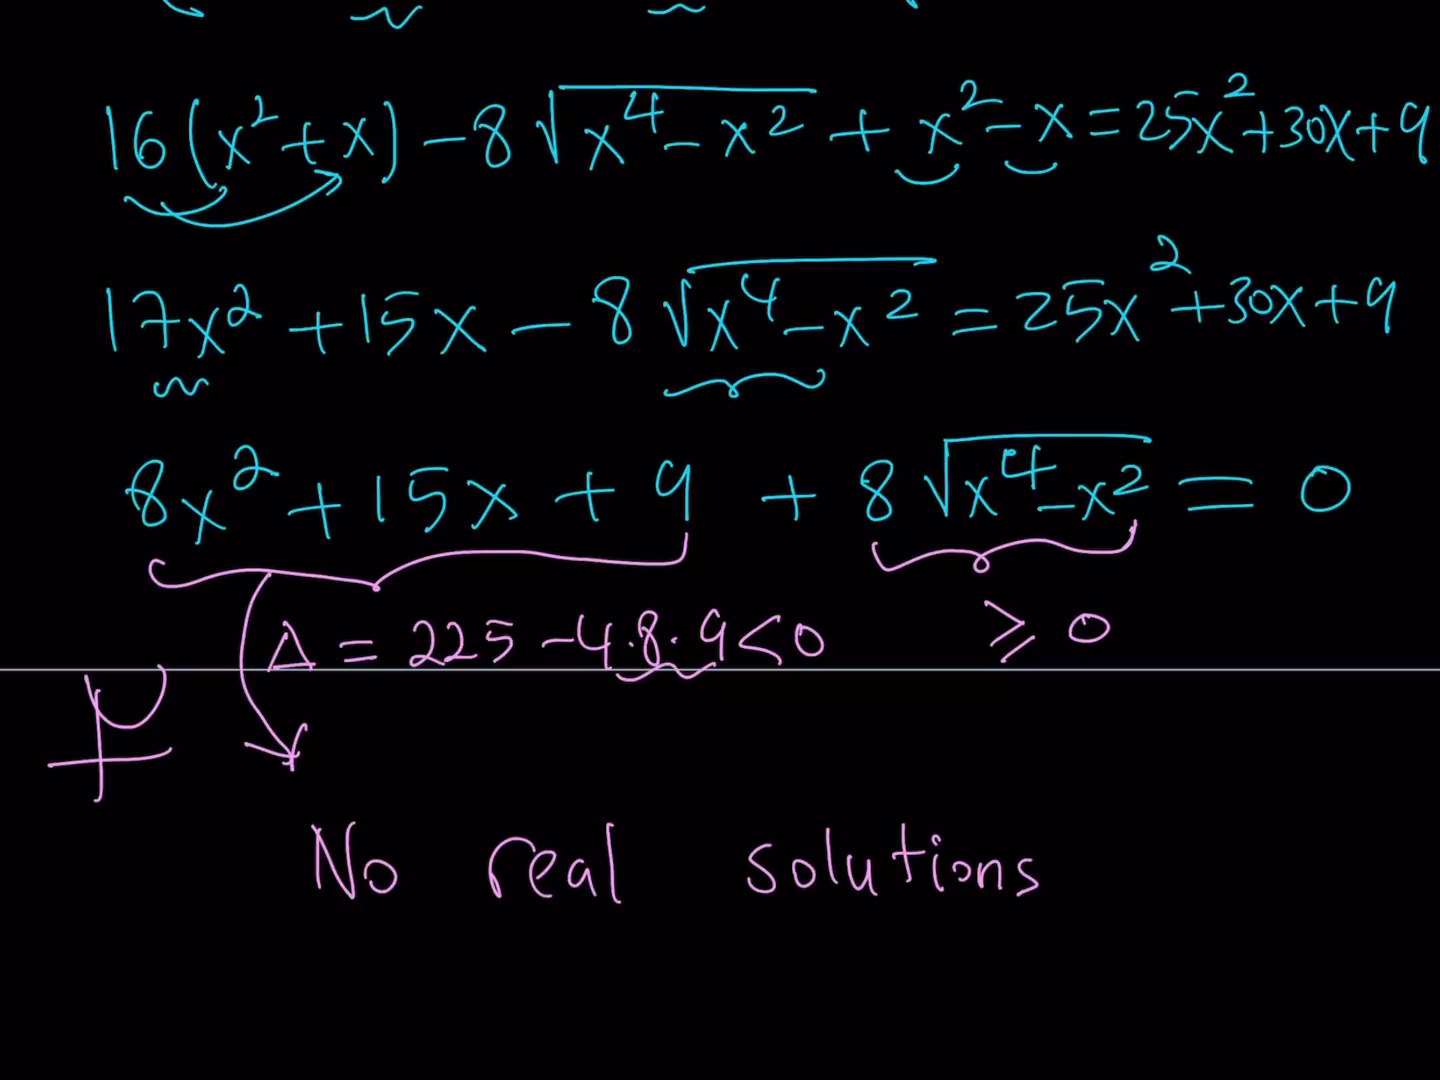 16(x²+x) - 8√(x⁴-x²) + x²-x = 25x²+30x+9
17x² + 15x - 8√(x⁴-x²) = 25x²+30x+9
8x² + 15x + 9 + 8√(x⁴-x²) = 0
Δ = 225 - 4.8.9 < 0 ⩾ 0
No real solutions